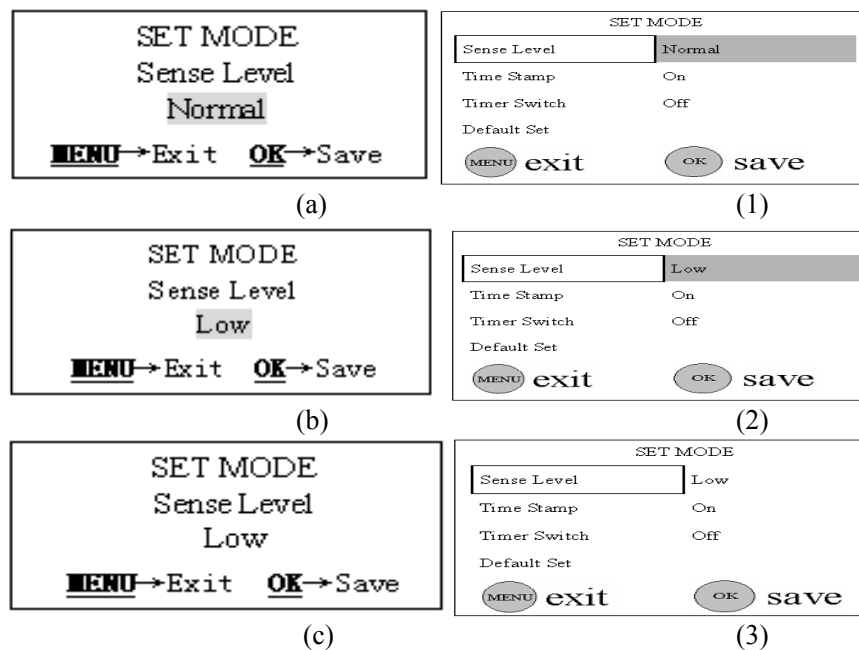 SET MODE
Sense Level
Normal
MENU→Exit OK→Save
(a)
SET MODE
Sense Level Normal
Time Stamp On
Timer Switch Off
Default Set
MENU exit OK save
(1)
SET MODE
Sense Level
Low
MENU→Exit OK→Save
(b)
SET MODE
Sense Level Low
Time Stamp On
Timer Switch Off
Default Set
MENU exit OK save
(2)
SET MODE
Sense Level
Low
MENU→Exit OK→Save
(c)
SET MODE
Sense Level Low
Time Stamp On
Timer Switch Off
Default Set
MENU exit OK save
(3)